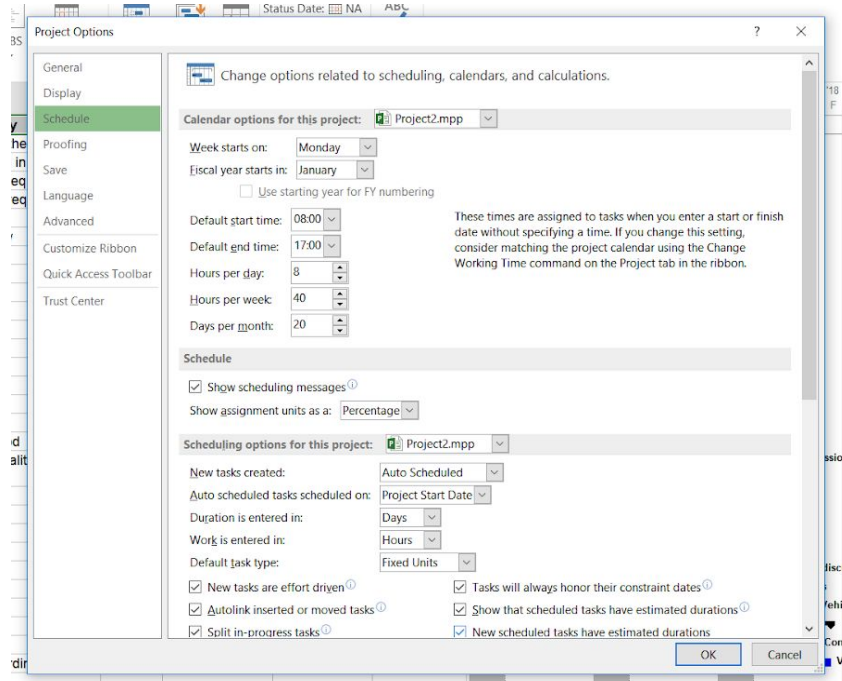 Status Date: NA
ABC
BS
Project Options
?
General
Display
Schedule
Proofing
Save
Language
Advanced
Customize Ribbon
Quick Access Toolbar
Trust Center
Change options related to scheduling, calendars, and calculations.
Calendar options for this project: Project2.mpp
Week starts on: Monday
Fiscal year starts in: January
Use starting year for FY numbering
Default start time: 08:00
Default end time: 17:00
Hours per day: 8
Hours per week: 40
Days per month: 20
These times are assigned to tasks when you enter a start or finish
date without specifying a time. If you change this setting,
consider matching the project calendar using the Change
Working Time command on the Project tab in the ribbon.
Schedule
Show scheduling messages
Show assignment units as a: Percentage
Scheduling options for this project: Project2.mpp
New tasks created: Auto Scheduled
Auto scheduled tasks scheduled on: Project Start Date
Duration is entered in: Days
Work is entered in: Hours
Default task type: Fixed Units
New tasks are effort driven
Tasks will always honor their constraint dates
Autolink inserted or moved tasks
Show that scheduled tasks have estimated durations
Split in-progress tasks
New scheduled tasks have estimated durations
OK
Cancel
'18
F